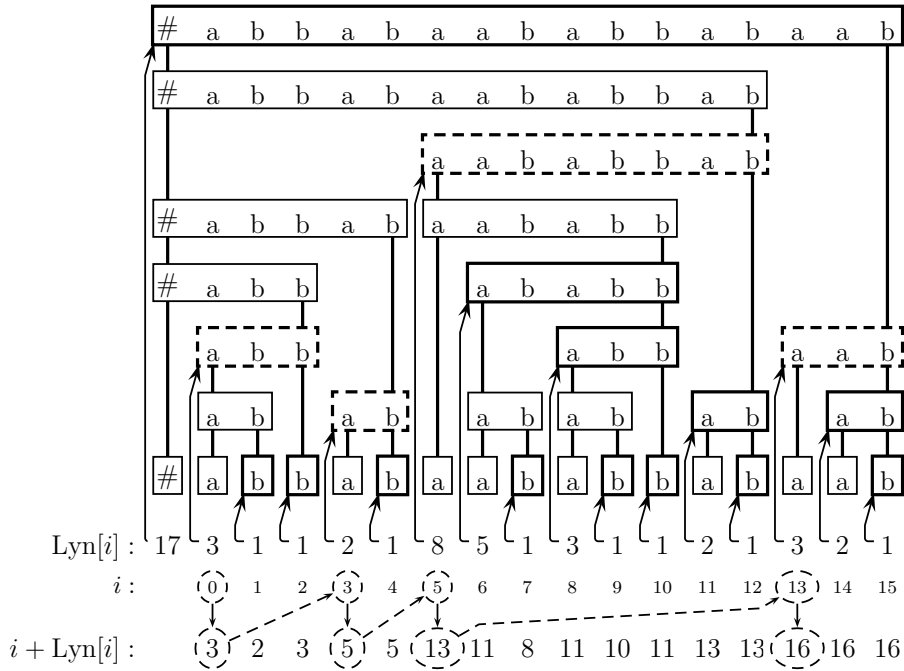 # a b b a b a a b a b b a b a a b
# a b b a b a a b a b b a b
a a b a b b a b
# a b b a b a a b a b b
# a b b a b a b b
a b b a b b a a b
a b a b a b a b a b a b
# a b b a b a a b a b b a b a a b
Lyn[i] : 17 3 1 1 2 1 8 5 1 3 1 1 2 1 3 2 1
i : 0 1 2 3 4 5 6 7 8 9 10 11 12 13 14 15
i + Lyn[i] : 3 2 3 5 5 13 11 8 11 10 11 13 13 16 16 16